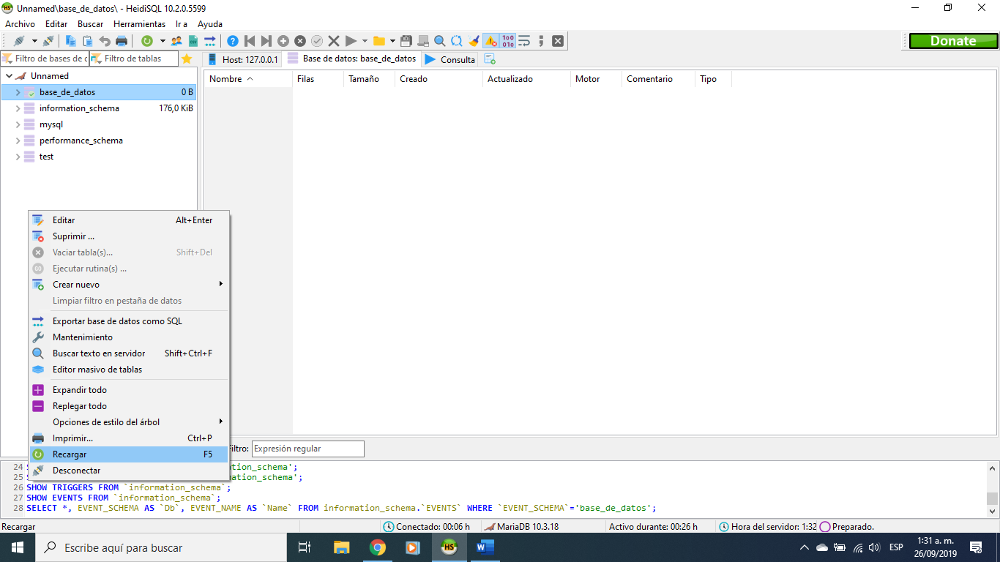 Unnamed\base_de_datos\ - HeidiSQL 10.2.0.5599
Archivo Editar Buscar Herramientas Ir a Ayuda
Donate
Filtro de bases de d Filtro de tablas Host: 127.0.0.1 Base de datos: base_de_datos Consulta
Unnamed
base_de_datos 0 B
information_schema 176,0 KiB
mysql
performance_schema
test
Nombre Filas Tamaño Creado Actualizado Motor Comentario Tipo
Editar Alt+Enter
Suprimir ...
Vaciar tabla(s)... Shift+Del
Ejecutar rutina(s) ...
Crear nuevo
Limpiar filtro en pestaña de datos
Exportar base de datos como SQL
Mantenimiento
Buscar texto en servidor Shift+Ctrl+F
Editor masivo de tablas
Expandir todo
Replegar todo
Opciones de estilo del árbol
Imprimir... Ctrl+P
Recargar F5
Desconectar
Filtro: Expresión regular
24 tion_schema';
25 mation_schema';
26 SHOW TRIGGERS FROM `information_schema`;
27 SHOW EVENTS FROM `information_schema`;
28 SELECT *, EVENT_SCHEMA AS `Db`, EVENT_NAME AS `Name` FROM information_schema.`EVENTS` WHERE `EVENT_SCHEMA`='base_de_datos';
Recargar Conectado: 00:06 h MariaDB 10.3.18 Activo durante: 00:26 h Hora del servidor: 1:32 Preparado.
Escribe aquí para buscar
ESP
1:31 a. m.
26/09/2019